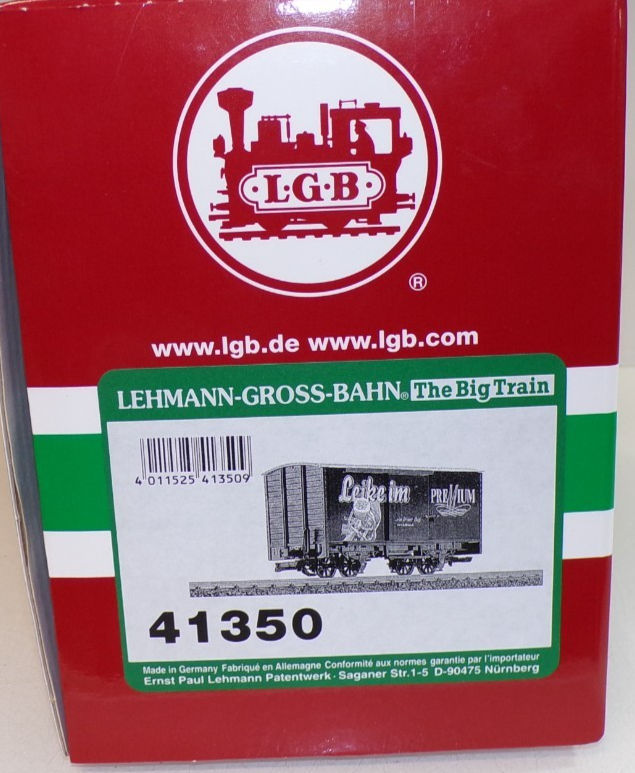 L·G·B
®
www.lgb.de www.lgb.com
LEHMANN-GROSS-BAHN® The Big Train
4 011525 413509
Leike im
PREMIUM
41350
Made in Germany Fabriqué en Allemagne Conformité aux normes garantie par l'importateur
Ernst Paul Lehmann Patentwerk · Saganer Str.1-5 D-90475 Nürnberg